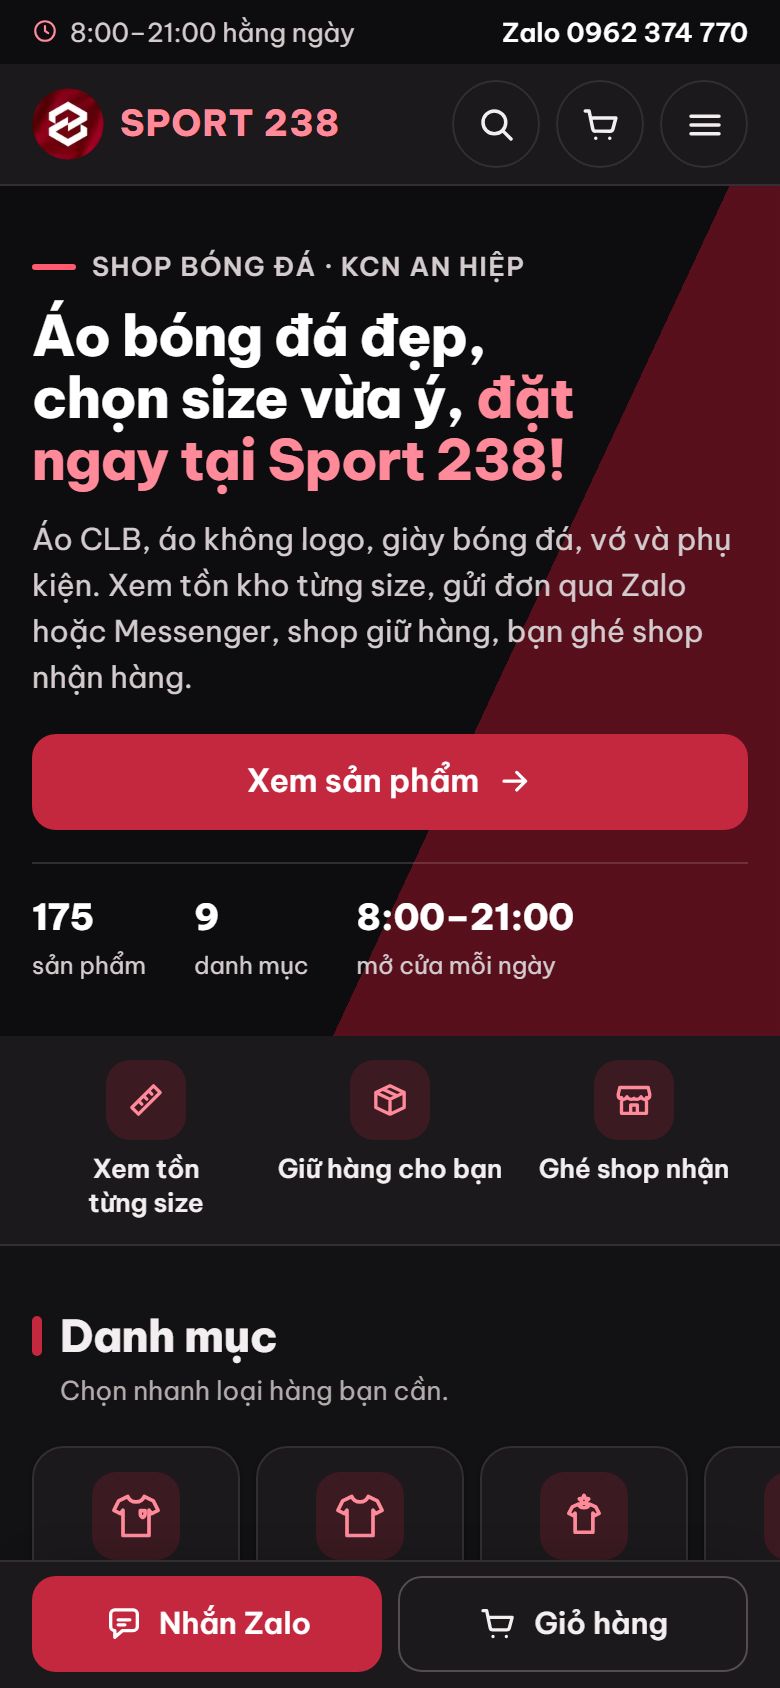 8:00–21:00 hằng ngày
Zalo 0962 374 770
SPORT 238
SHOP BÓNG ĐÁ · KCN AN HIỆP
Áo bóng đá đẹp,
chọn size vừa ý, đặt
ngay tại Sport 238!
Áo CLB, áo không logo, giày bóng đá, vớ và phụ
kiện. Xem tồn kho từng size, gửi đơn qua Zalo
hoặc Messenger, shop giữ hàng, bạn ghé shop
nhận hàng.
Xem sản phẩm →
175
sản phẩm
9
danh mục
8:00–21:00
mở cửa mỗi ngày
Xem tồn
từng size
Giữ hàng cho bạn
Ghé shop nhận
Danh mục
Chọn nhanh loại hàng bạn cần.
Nhắn Zalo
Giỏ hàng